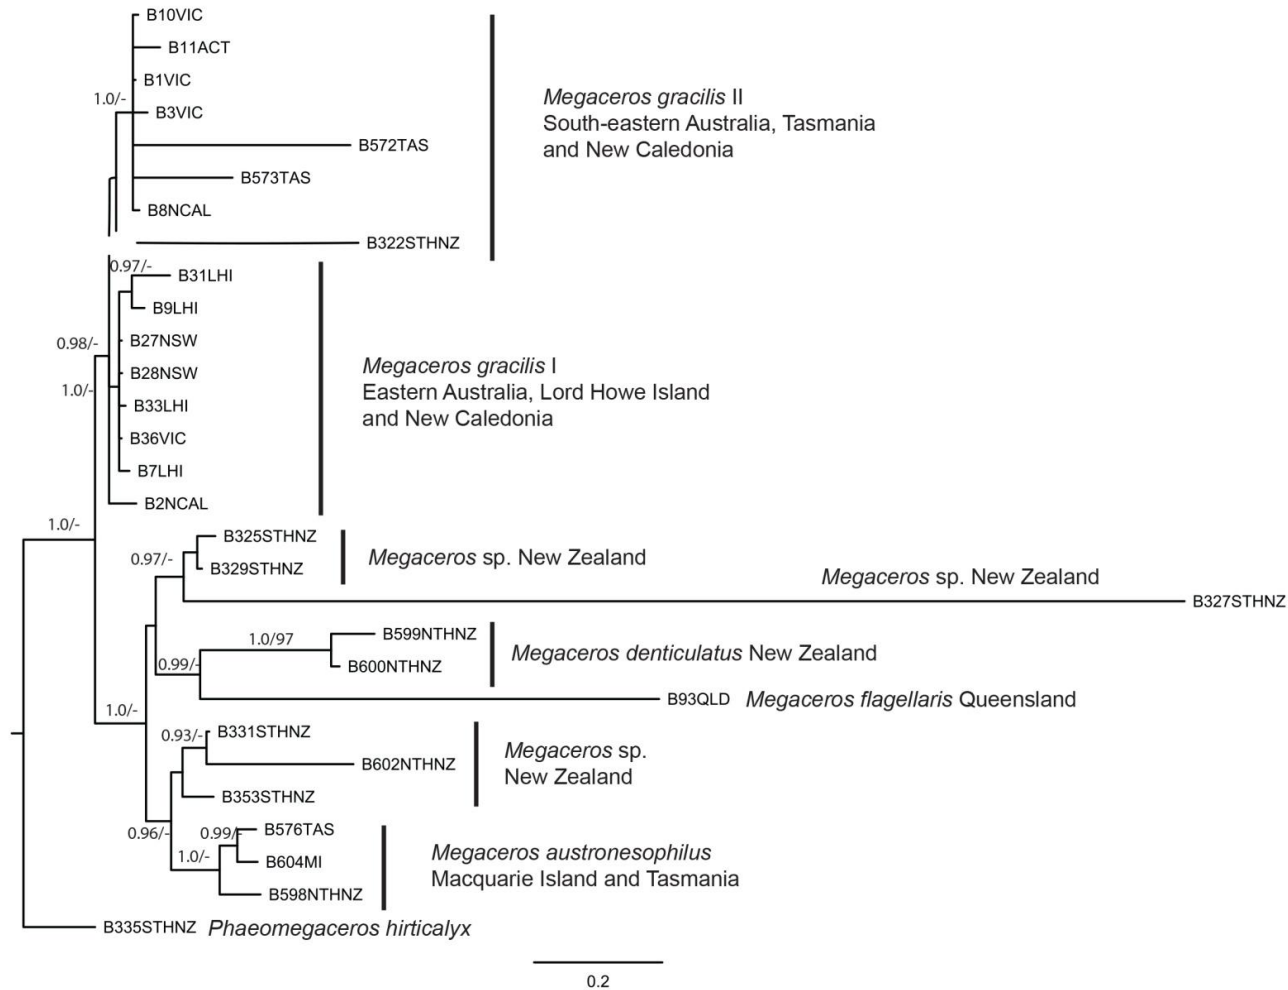 B10VIC
B11ACT
B1VIC
1.0/-
B3VIC
Megaceros gracilis II
South-eastern Australia, Tasmania
and New Caledonia
B572TAS
B573TAS
B8NCAL
B322STHNZ
0.97/-
B31LHI
B9LHI
B27NSW
0.98/-
B28NSW
1.0/-
B33LHI
Megaceros gracilis I
Eastern Australia, Lord Howe Island
and New Caledonia
B36VIC
B7LHI
B2NCAL
1.0/-
B325STHNZ
0.97/-
B329STHNZ
Megaceros sp. New Zealand
Megaceros sp. New Zealand
B327STHNZ
1.0/97
B599NTHNZ
0.99/-
B600NTHNZ
Megaceros denticulatus New Zealand
B93QLD Megaceros flagellaris Queensland
1.0/-
0.93/-
B331STHNZ
B602NTHNZ
Megaceros sp.
New Zealand
B353STHNZ
0.96/-
0.99/-
B576TAS
1.0/-
B604MI
Megaceros austronesophilus
Macquarie Island and Tasmania
B598NTHNZ
B335STHNZ Phaeomegaceros hirticalyx
0.2